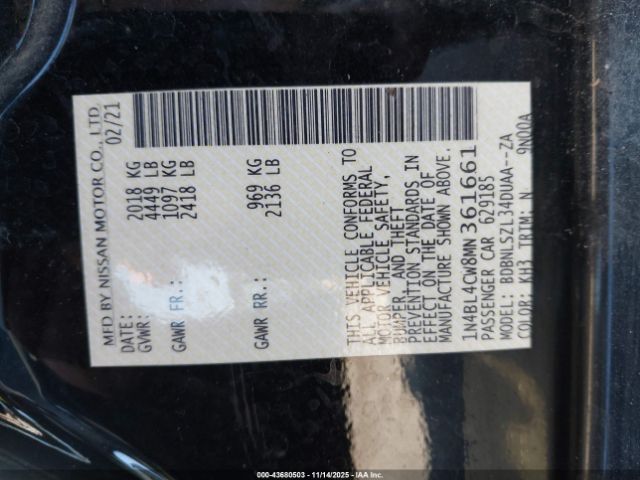 MFD BY NISSAN MOTOR CO., LTD.
DATE: 02/21
GVWR: 2018 KG
4449 LB
GAWR FR.: 1097 KG
2418 LB
GAWR RR.: 969 KG
2136 LB
THIS VEHICLE CONFORMS TO
ALL APPLICABLE FEDERAL
MOTOR VEHICLE SAFETY,
BUMPER, AND THEFT
PREVENTION STANDARDS IN
EFFECT ON THE DATE OF
MANUFACTURE SHOWN ABOVE.
1N4BL4CW8MN361661
PASSENGER CAR 629185
MODEL: BDBNLSZL34DUAA--ZA
COLOR: KH3 TRIM: N 9N00A
000-43680503 - 11/14/2025 - IAAI.COM